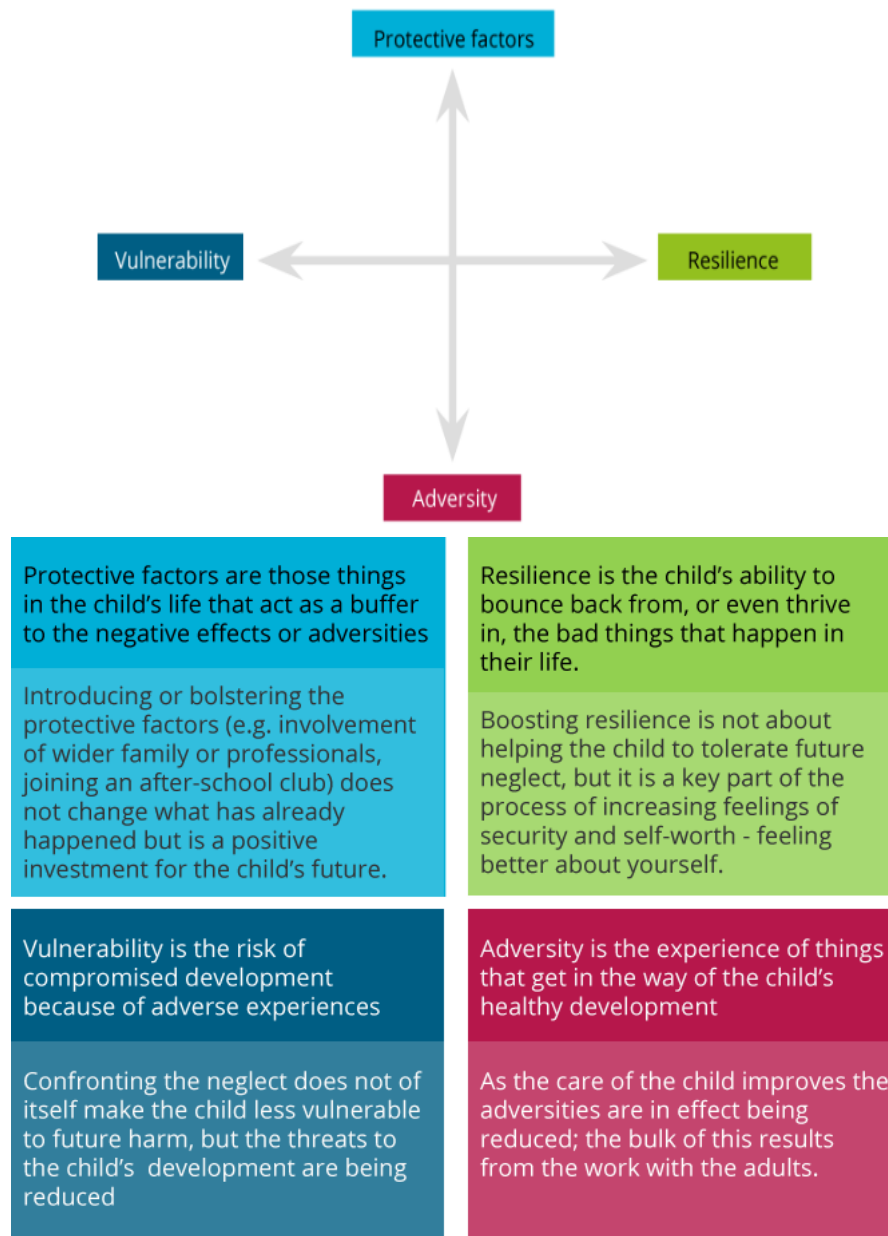 Protective factors
Vulnerability
Resilience
Adversity
Protective factors are those things
in the child's life that act as a buffer
to the negative effects or adversities
Introducing or bolstering the
protective factors (e.g. involvement
of wider family or professionals,
joining an after-school club) does
not change what has already
happened but is a positive
investment for the child's future.
Resilience is the child's ability to
bounce back from, or even thrive
in, the bad things that happen in
their life.
Boosting resilience is not about
helping the child to tolerate future
neglect, but it is a key part of the
process of increasing feelings of
security and self-worth - feeling
better about yourself.
Vulnerability is the risk of
compromised development
because of adverse experiences
Confronting the neglect does not of
itself make the child less vulnerable
to future harm, but the threats to
the child's  development are being
reduced
Adversity is the experience of things
that get in the way of the child's
healthy development
As the care of the child improves the
adversities are in effect being
reduced; the bulk of this results
from the work with the adults.